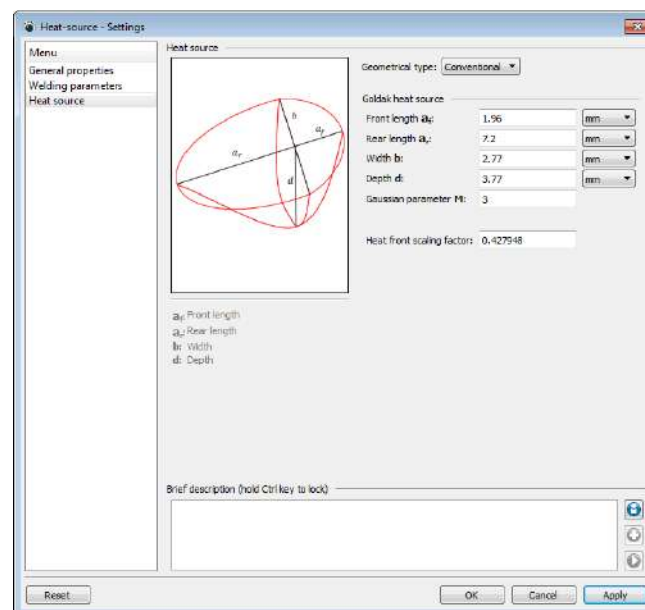 Heat-source - Settings
Menu
General properties
Welding parameters
Heat source
Heat source
b
a_f
a_r
d
a_f: Front length
a_r: Rear length
b: Width
d: Depth
Geometrical type: Conventional
Goldak heat source
Front length a_f: 1.96 mm
Rear length a_r: 7.2 mm
Width b: 2.77 mm
Depth d: 3.77 mm
Gaussian parameter M: 3
Heat front scaling factor: 0.427948
Brief description (hold Ctrl key to lock)
Reset OK Cancel Apply